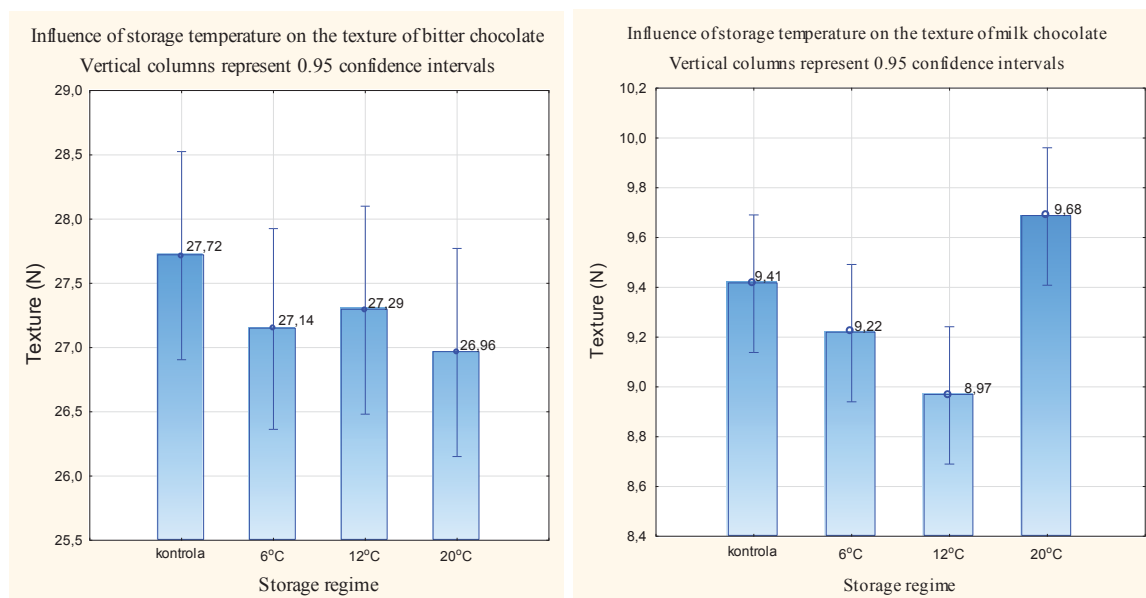 Influence of storage temperature on the texture of bitter chocolate
Vertical columns represent 0.95 confidence intervals
29,0
28,5
28,0
27,5
27,0
26,5
26,0
25,5
Texture (N)
27,72
27,14
27,29
26,96
kontrola
6°C
12°C
20°C
Storage regime
Influence of storage temperature on the texture of milk chocolate
Vertical columns represent 0.95 confidence intervals
10,2
10,0
9,8
9,6
9,4
9,2
9,0
8,8
8,6
8,4
Texture (N)
9,41
9,22
8,97
9,68
kontrola
6°C
12°C
20°C
Storage regime